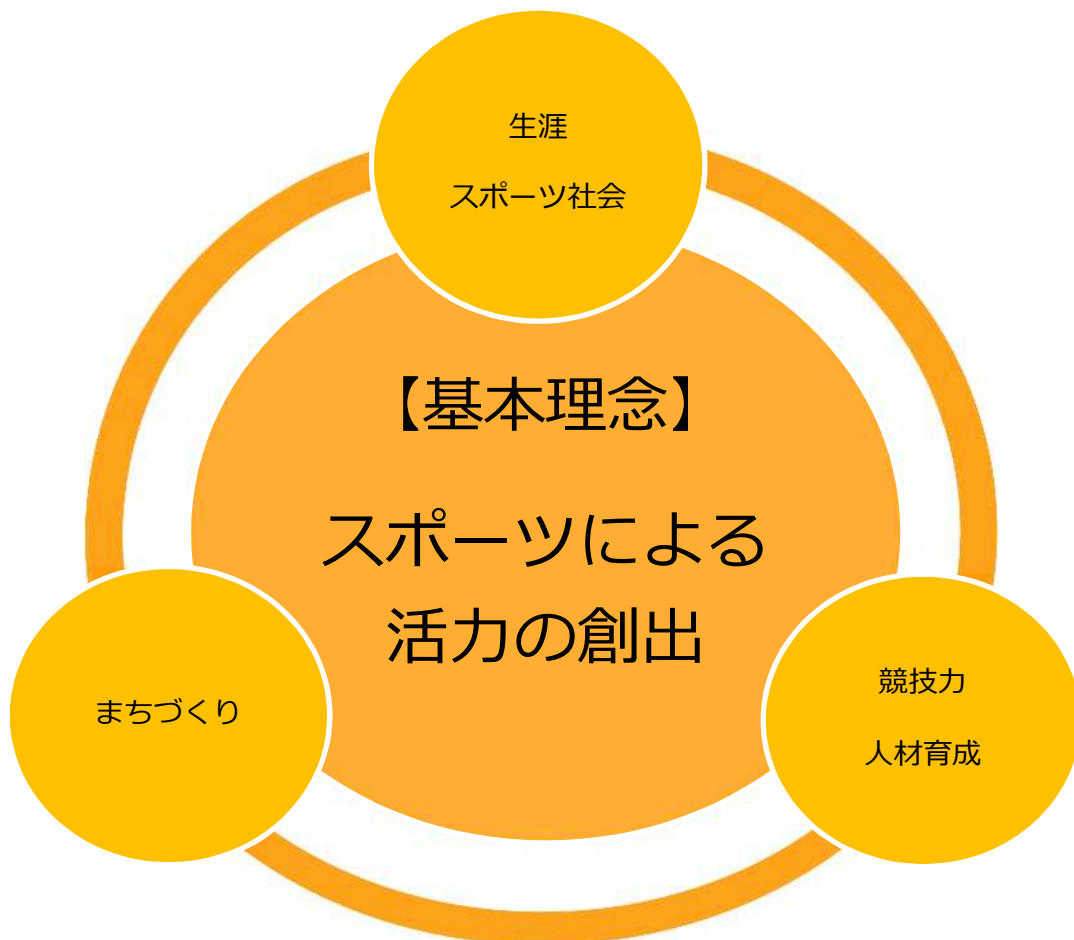 生涯
スポーツ社会
【基本理念】
スポーツによる
活力の創出
まちづくり
競技力
人材育成